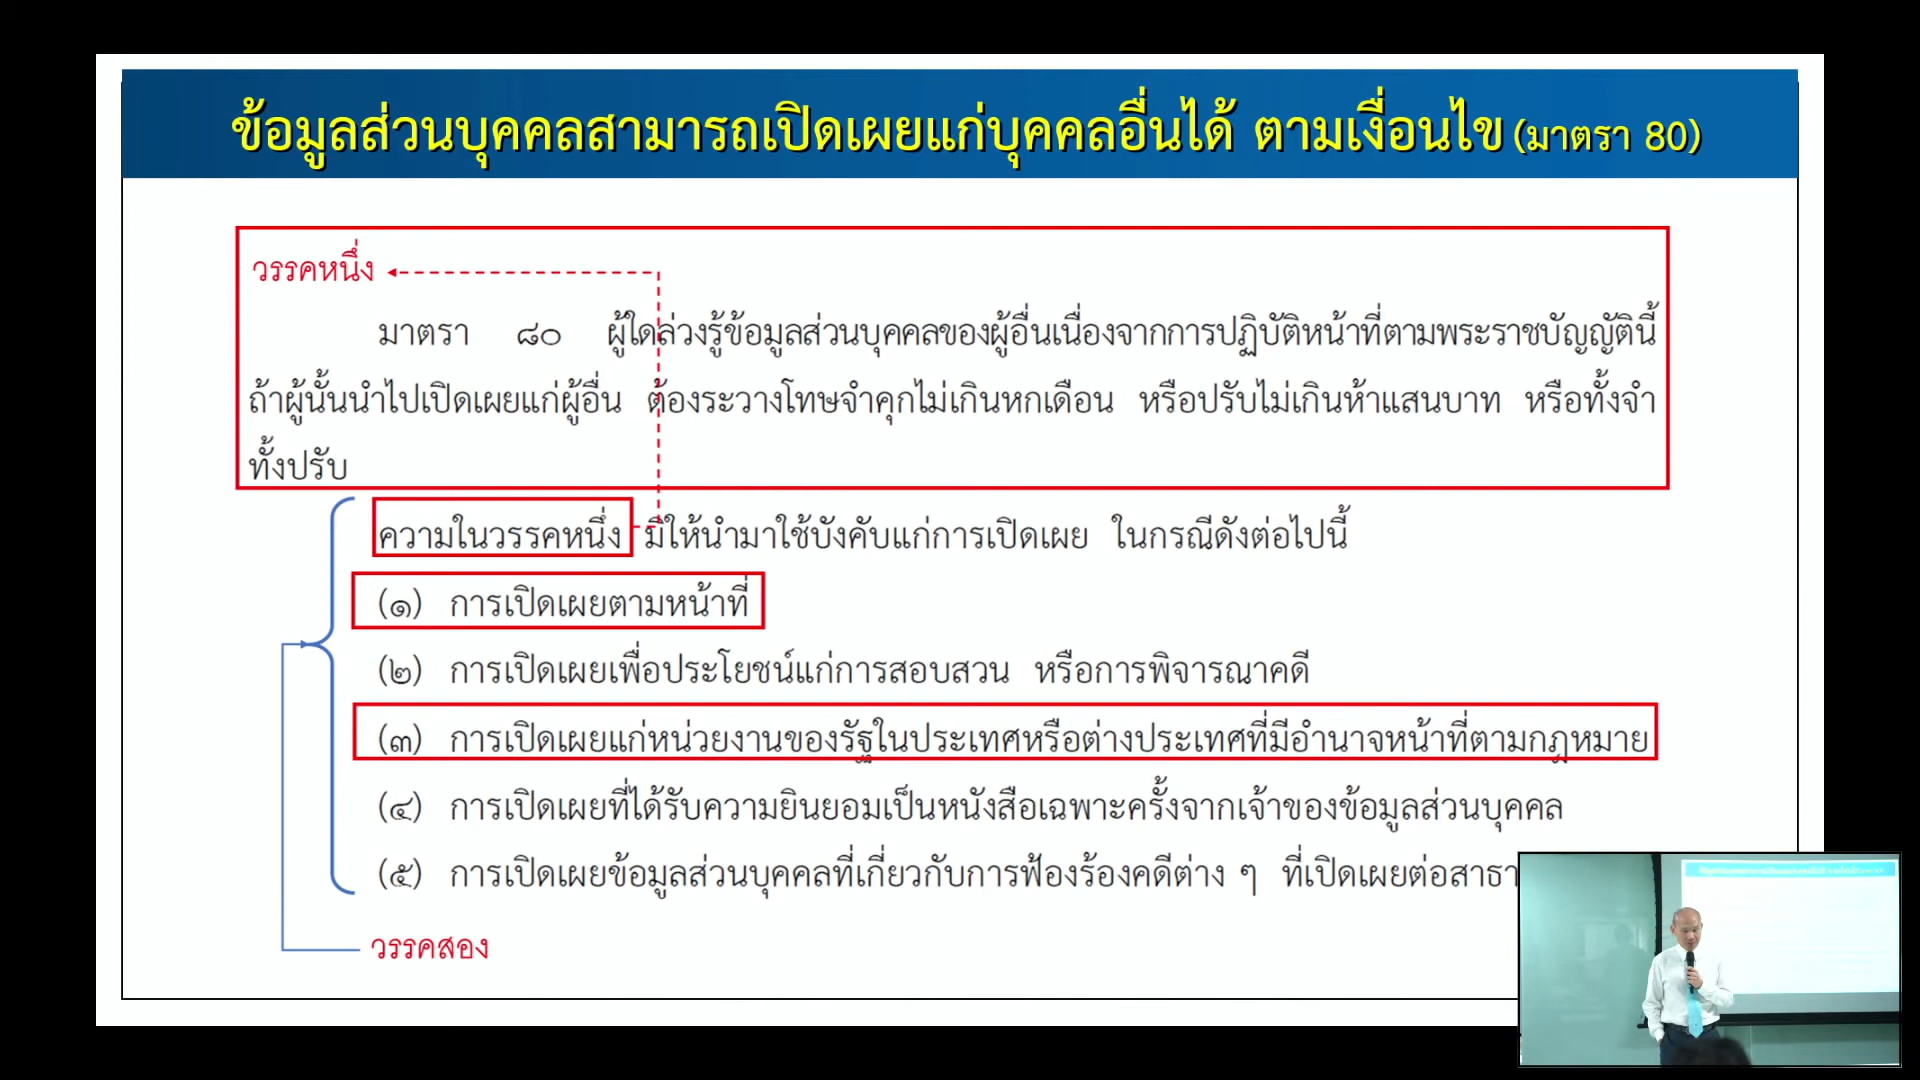 ข้อมูลส่วนบุคคลสามารถเปิดเผยแก่บุคคลอื่นได้ ตามเงื่อนไข (มาตรา 80)
วรรคหนึ่ง
มาตรา ๘๐ ผู้ใดล่วงรู้ข้อมูลส่วนบุคคลของผู้อื่นเนื่องจากการปฏิบัติหน้าที่ตามพระราชบัญญัตินี้
ถ้าผู้นั้นนำไปเปิดเผยแก่ผู้อื่น ต้องระวางโทษจำคุกไม่เกินหกเดือน หรือปรับไม่เกินห้าแสนบาท หรือทั้งจำ
ทั้งปรับ
ความในวรรคหนึ่ง มิให้นำมาใช้บังคับแก่การเปิดเผย ในกรณีดังต่อไปนี้
(๑) การเปิดเผยตามหน้าที่
(๒) การเปิดเผยเพื่อประโยชน์แก่การสอบสวน หรือการพิจารณาคดี
(๓) การเปิดเผยแก่หน่วยงานของรัฐในประเทศหรือต่างประเทศที่มีอำนาจหน้าที่ตามกฎหมาย
(๔) การเปิดเผยที่ได้รับความยินยอมเป็นหนังสือเฉพาะครั้งจากเจ้าของข้อมูลส่วนบุคคล
(๕) การเปิดเผยข้อมูลส่วนบุคคลที่เกี่ยวกับการฟ้องร้องคดีต่าง ๆ ที่เปิดเผยต่อสาธา
วรรคสอง